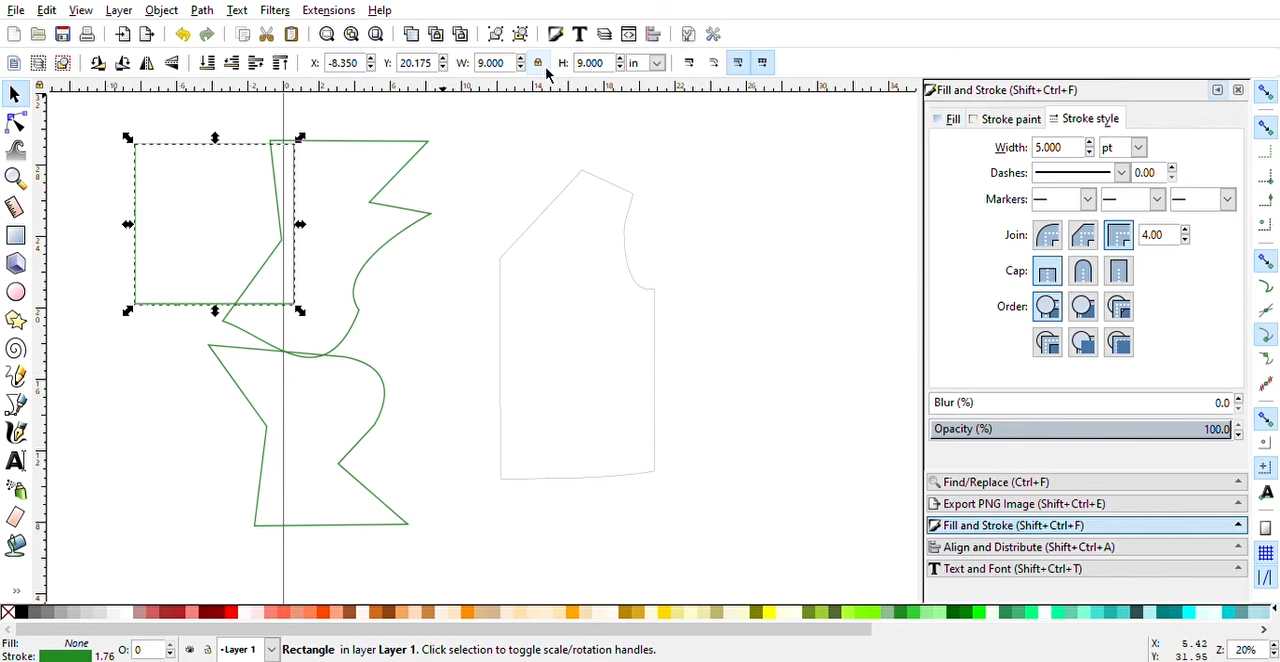 File Edit View Layer Object Path Text Filters Extensions Help
X: -8.350 Y: 20.175 W: 9.000 H: 9.000 in
Fill and Stroke (Shift+Ctrl+F)
Fill Stroke paint Stroke style
Width: 5.000 pt
Dashes: 0.00
Markers:
Join: 4.00
Cap:
Order:
Blur (%) 0.0
Opacity (%) 100.0
Find/Replace (Ctrl+F)
Export PNG Image (Shift+Ctrl+E)
Fill and Stroke (Shift+Ctrl+F)
Align and Distribute (Shift+Ctrl+A)
Text and Font (Shift+Ctrl+T)
Fill: None O: 0 Layer 1 Rectangle in layer Layer 1. Click selection to toggle scale/rotation handles. X: 5.42 Z: 20%
Stroke: 1.76 Y: 31.95